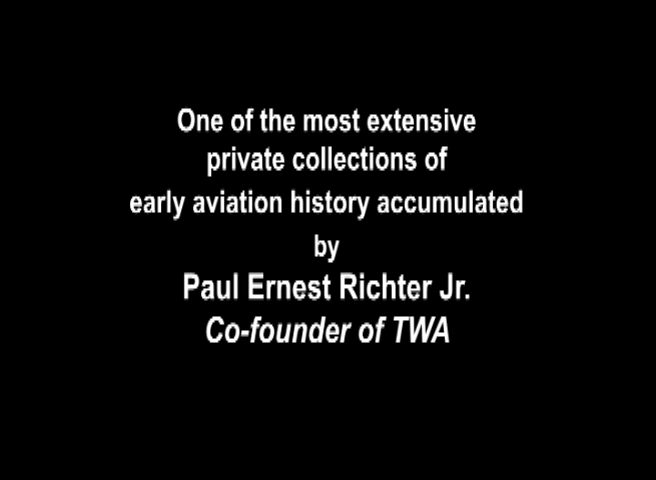 One of the most extensive
private collections of
early aviation history accumulated
by
Paul Ernest Richter Jr.
Co-founder of TWA